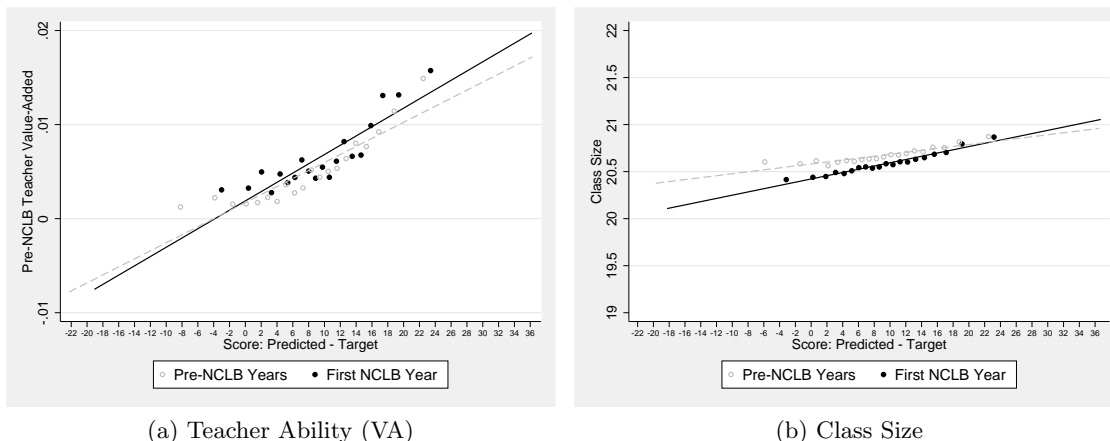 .02
.01
0
-.01
Pre-NCLB Teacher Value-Added
-22 -20 -18 -16 -14 -12 -10 -8 -6 -4 -2 0 2 4 6 8 10 12 14 16 18 20 22 24 26 28 30 32 34 36
Score: Predicted - Target
Pre-NCLB Years First NCLB Year
(a) Teacher Ability (VA)
22
21.5
21
20.5
20
19.5
19
Class Size
-22 -20 -18 -16 -14 -12 -10 -8 -6 -4 -2 0 2 4 6 8 10 12 14 16 18 20 22 24 26 28 30 32 34 36
Score: Predicted - Target
Pre-NCLB Years First NCLB Year
(b) Class Size